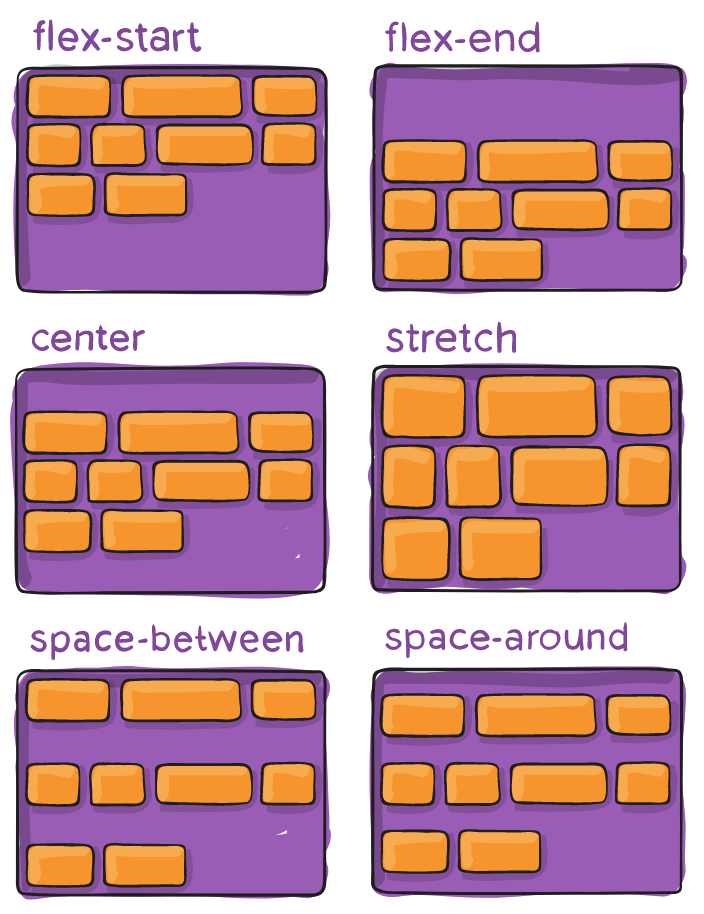 flex-start
flex-end
center
stretch
space-between
space-around